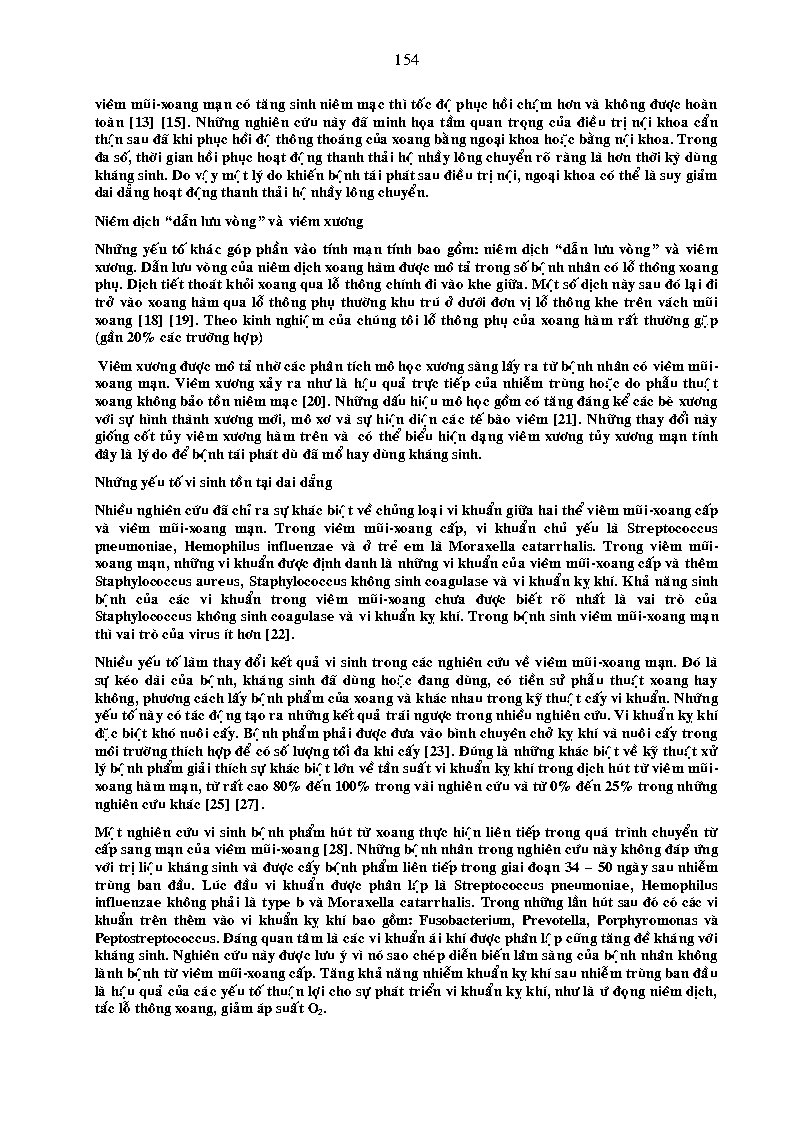 154
viêm mũi-xoang mạn có tăng sinh niêm mạc thì tốc độ phục hồi chậm hơn và không được hoàn
toàn [13] [15]. Những nghiên cứu này đã minh họa tầm quan trọng của điều trị nội khoa cẩn
thận sau đã khi phục hồi độ thông thoáng của xoang bằng ngoại khoa hoặc bằng nội khoa. Trong
đa số, thời gian hồi phục hoạt động thanh thải hệ nhầy lông chuyển rõ ràng là hơn thời kỳ dùng
kháng sinh. Do vậy một lý do khiến bệnh tái phát sau điều trị nội, ngoại khoa có thể là suy giảm
dai dẳng hoạt động thanh thải hệ nhầy lông chuyển.
Niêm dịch “dẫn lưu vòng” và viêm xương
Những yếu tố khác góp phần vào tính mạn tính bao gồm: niêm dịch “dẫn lưu vòng” và viêm
xương. Dẫn lưu vòng của niêm dịch xoang hàm được mô tả trong số bệnh nhân có lỗ thông xoang
phụ. Dịch tiết thoát khỏi xoang qua lỗ thông chính đi vào khe giữa. Một số dịch này sau đó lại đi
trở vào xoang hàm qua lỗ thông phụ thường khu trú ở dưới đơn vị lỗ thông khe trên vách mũi
xoang [18] [19]. Theo kinh nghiệm của chúng tôi lỗ thông phụ của xoang hàm rất thường gặp
(gần 20% các trường hợp)
Viêm xương được mô tả nhờ các phân tích mô học xương sàng lấy ra từ bệnh nhân có viêm mũi-
xoang mạn. Viêm xương xảy ra như là hậu quả trực tiếp của nhiễm trùng hoặc do phẫu thuật
xoang không bảo tồn niêm mạc [20]. Những dấu hiệu mô học gồm có tăng đáng kể các bè xương
với sự hình thành xương mới, mô xơ và sự hiện diện các tế bào viêm [21]. Những thay đổi này
giống cốt tủy viêm xương hàm trên và có thể biểu hiện dạng viêm xương tủy xương mạn tính
đây là lý do để bệnh tái phát dù đã mổ hay dùng kháng sinh.
Những yếu tố vi sinh tồn tại dai dẳng
Nhiều nghiên cứu đã chỉ ra sự khác biệt về chủng loại vi khuẩn giữa hai thể viêm mũi-xoang cấp
và viêm mũi-xoang mạn. Trong viêm mũi-xoang cấp, vi khuẩn chủ yếu là Streptococcus
pneumoniae, Hemophilus influenzae và ở trẻ em là Moraxella catarrhalis. Trong viêm mũi-
xoang mạn, những vi khuẩn được định danh là những vi khuẩn của viêm mũi-xoang cấp và thêm
Staphylococcus aureus, Staphylococcus không sinh coagulase và vi khuẩn kỵ khí. Khả năng sinh
bệnh của các vi khuẩn trong viêm mũi-xoang chưa được biết rõ nhất là vai trò của
Staphylococcus không sinh coagulase và vi khuẩn kỵ khí. Trong bệnh sinh viêm mũi-xoang mạn
thì vai trò của virus ít hơn [22].
Nhiều yếu tố làm thay đổi kết quả vi sinh trong các nghiên cứu về viêm mũi-xoang mạn. Đó là
sự kéo dài của bệnh, kháng sinh đã dùng hoặc đang dùng, có tiền sử phẫu thuật xoang hay
không, phương cách lấy bệnh phẩm của xoang và khác nhau trong kỹ thuật cấy vi khuẩn. Những
yếu tố này có tác động tạo ra những kết quả trái ngược trong nhiều nghiên cứu. Vi khuẩn kỵ khí
đặc biệt khó nuôi cấy. Bệnh phẩm phải được đưa vào bình chuyên chở kỵ khí và nuôi cấy trong
môi trường thích hợp để có số lượng tối đa khi cấy [23]. Đúng là những khác biệt về kỹ thuật xử
lý bệnh phẩm giải thích sự khác biệt lớn về tần suất vi khuẩn kỵ khí trong dịch hút từ viêm mũi-
xoang hàm mạn, từ rất cao 80% đến 100% trong vài nghiên cứu và từ 0% đến 25% trong những
nghiên cứu khác [25] [27].
Một nghiên cứu vi sinh bệnh phẩm hút từ xoang thực hiện liên tiếp trong quá trình chuyển từ
cấp sang mạn của viêm mũi-xoang [28]. Những bệnh nhân trong nghiên cứu này không đáp ứng
với trị liệu kháng sinh và được cấy bệnh phẩm liên tiếp trong giai đoạn 34 – 50 ngày sau nhiễm
trùng ban đầu. Lúc đầu vi khuẩn được phân lập là Streptococcus pneumoniae, Hemophilus
influenzae không phải là type b và Moraxella catarrhalis. Trong những lần hút sau đó có các vi
khuẩn trên thêm vào vi khuẩn kỵ khí bao gồm: Fusobacterium, Prevotella, Porphyromonas và
Peptostreptococcus. Đáng quan tâm là các vi khuẩn ái khí được phân lập cũng tăng đề kháng với
kháng sinh. Nghiên cứu này được lưu ý vì nó sao chép diễn biến lâm sàng của bệnh nhân không
lành bệnh từ viêm mũi-xoang cấp. Tăng khả năng nhiễm khuẩn kỵ khí sau nhiễm trùng ban đầu
là hậu quả của các yếu tố thuận lợi cho sự phát triển vi khuẩn kỵ khí, như là ứ đọng niêm dịch,
tắc lỗ thông xoang, giảm áp suất O₂.